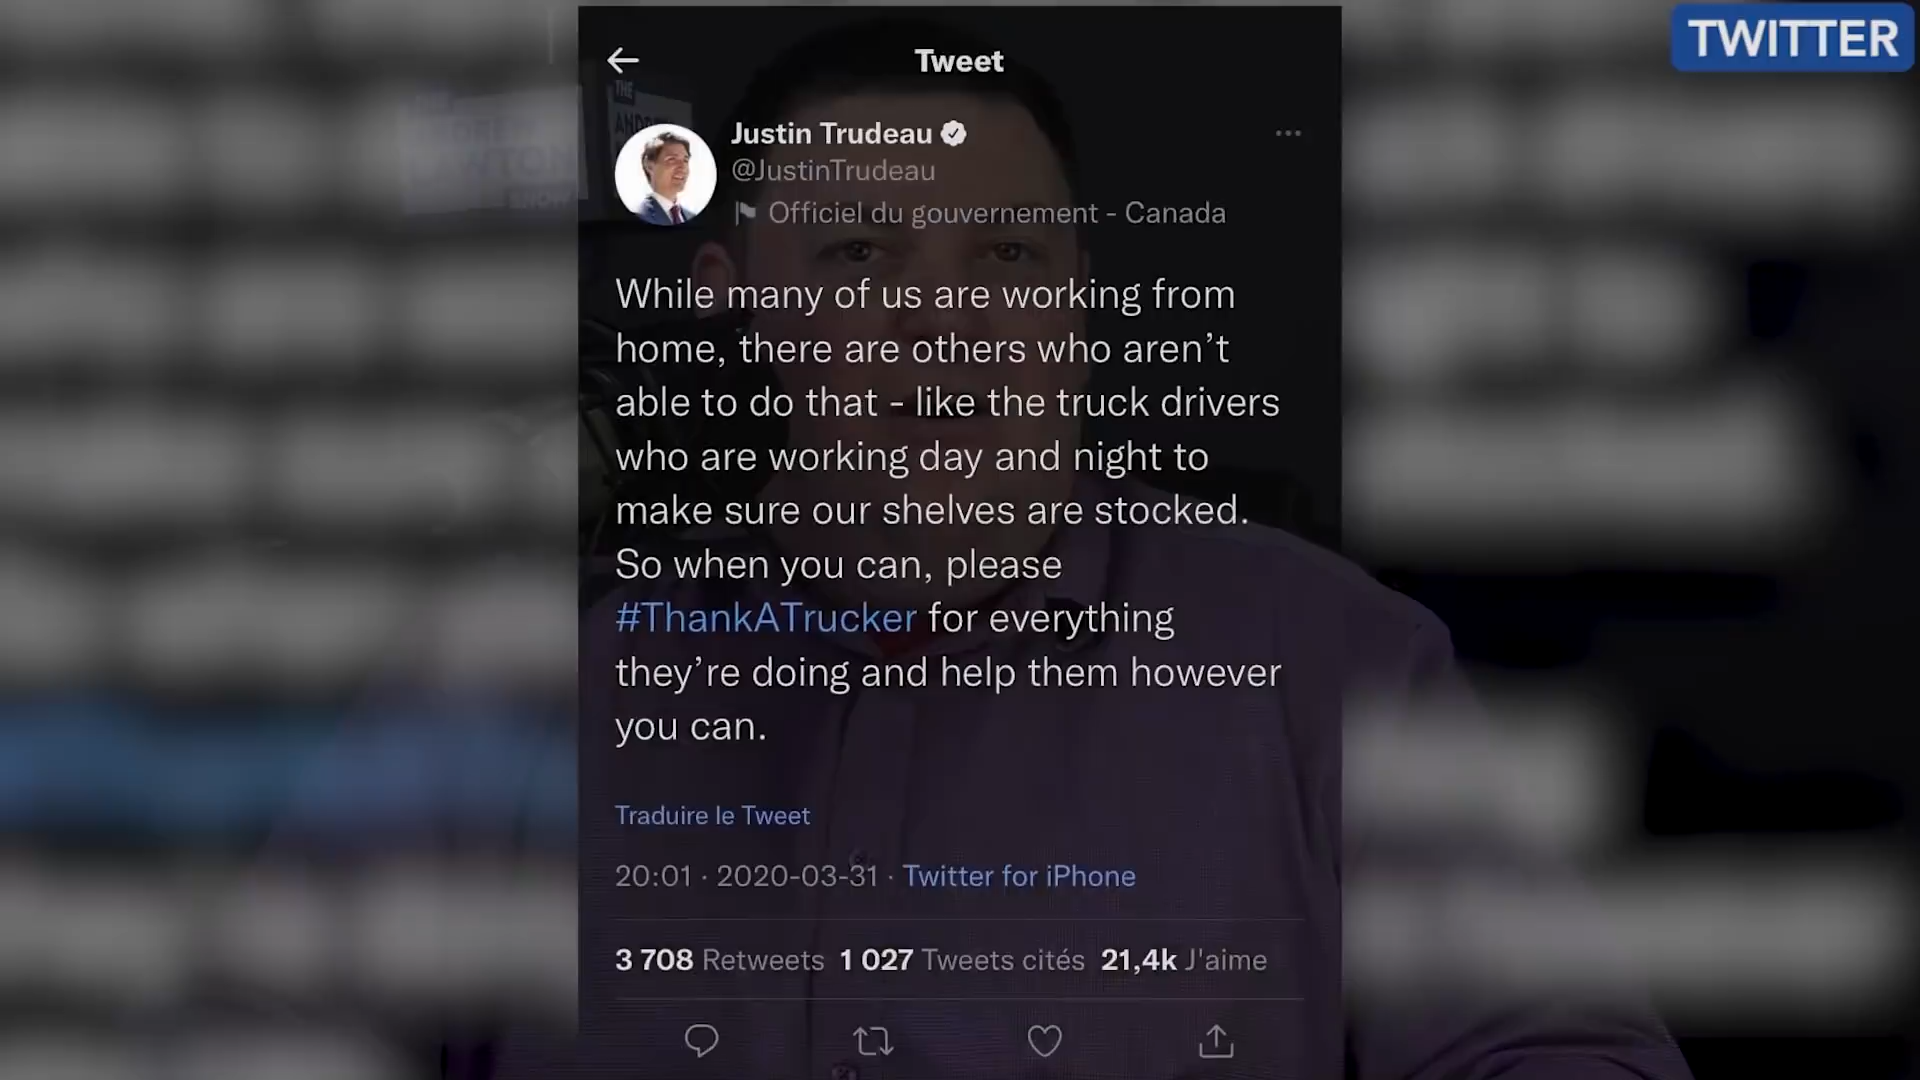 TWITTER
Tweet
Justin Trudeau
@JustinTrudeau
Officiel du gouvernement - Canada
While many of us are working from
home, there are others who aren't
able to do that - like the truck drivers
who are working day and night to
make sure our shelves are stocked.
So when you can, please
#ThankATrucker for everything
they're doing and help them however
you can.
Traduire le Tweet
20:01 · 2020-03-31 · Twitter for iPhone
3 708 Retweets 1 027 Tweets cités 21,4k J'aime
THE
SHOW